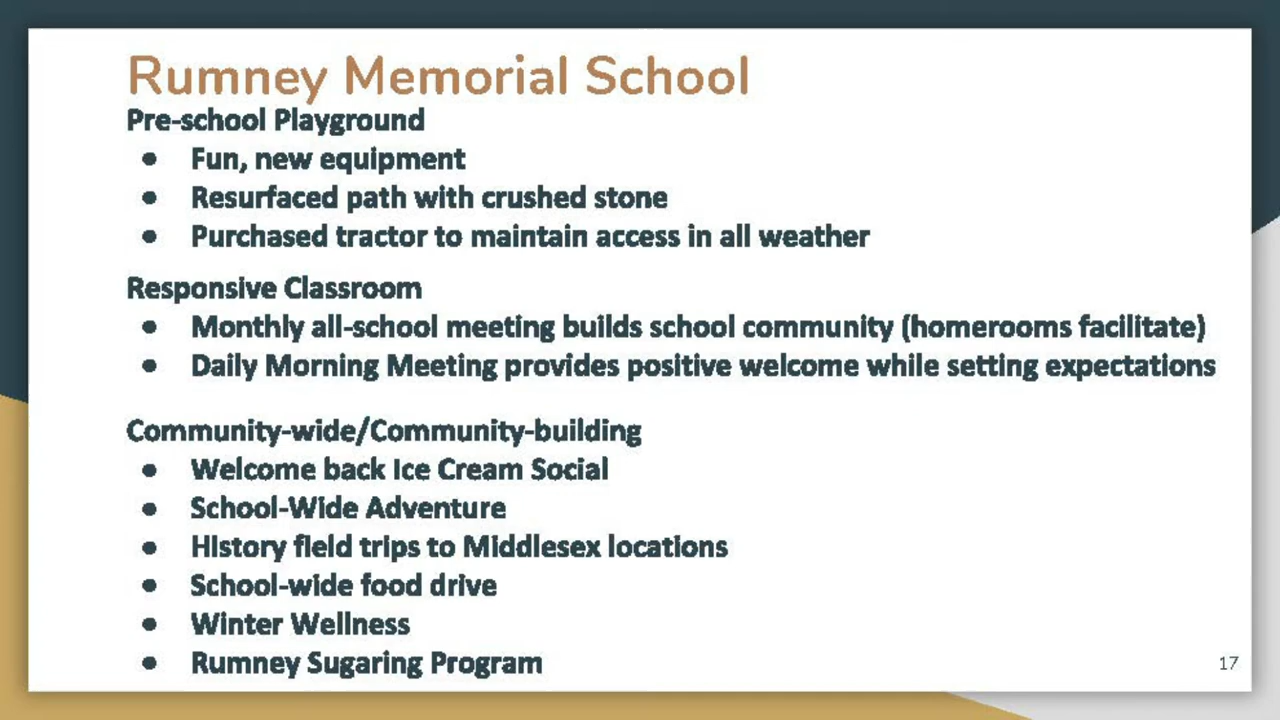 Rumney Memorial School
Pre-school Playground
● Fun, new equipment
● Resurfaced path with crushed stone
● Purchased tractor to maintain access in all weather
Responsive Classroom
● Monthly all-school meeting builds school community (homerooms facilitate)
● Daily Morning Meeting provides positive welcome while setting expectations
Community-wide/Community-building
● Welcome back Ice Cream Social
● School-Wide Adventure
● History field trips to Middlesex locations
● School-wide food drive
● Winter Wellness
● Rumney Sugaring Program
17